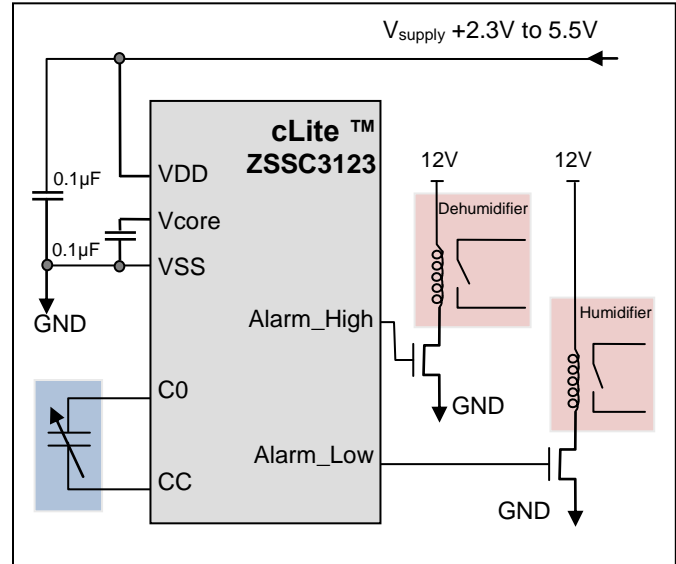 Vsupply +2.3V to 5.5V
cLite ™
ZSSC3123
12V
12V
0.1µF
VDD
Dehumidifier
Vcore
0.1µF
VSS
Humidifier
GND
Alarm_High
C0
GND
Alarm_Low
CC
GND